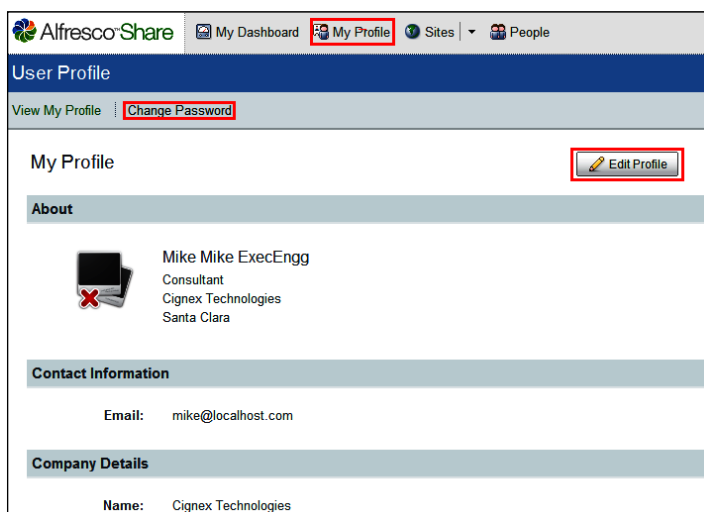 Alfresco Share My Dashboard My Profile Sites People
User Profile
View My Profile Change Password
My Profile Edit Profile
About
Mike Mike ExecEngg
Consultant
Cignex Technologies
Santa Clara
Contact Information
Email: mike@localhost.com
Company Details
Name: Cignex Technologies